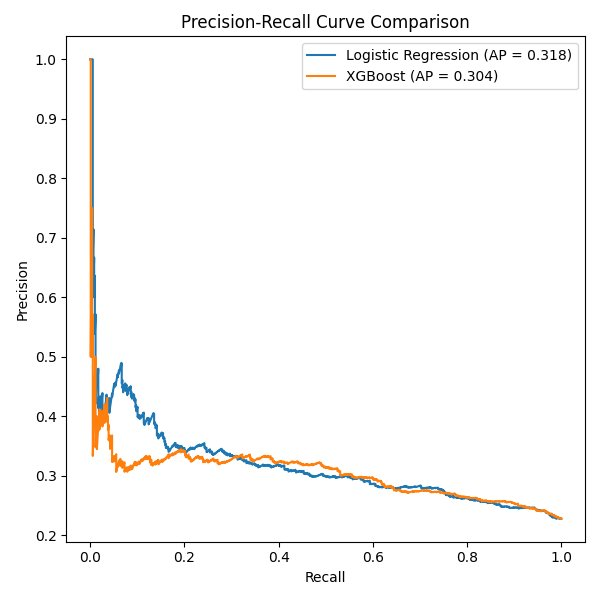 Precision-Recall Curve Comparison
Logistic Regression (AP = 0.318)
XGBoost (AP = 0.304)
1.0
0.9
0.8
0.7
0.6
0.5
0.4
0.3
0.2
Precision
0.0 0.2 0.4 0.6 0.8 1.0
Recall